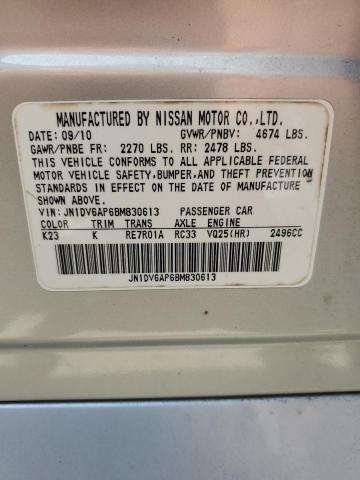 MANUFACTURED BY NISSAN MOTOR CO.,LTD.
DATE: 09/10 GVWR/PNBV: 4674 LBS.
GAWR/PNBE FR: 2270 LBS. RR: 2478 LBS.
THIS VEHICLE CONFORMS TO ALL APPLICABLE FEDERAL
MOTOR VEHICLE SAFETY,BUMPER,AND THEFT PREVENTION
STANDARDS IN EFFECT ON THE DATE OF MANUFACTURE
SHOWN ABOVE.
VIN: JN1DV6AP6BM830613 PASSENGER CAR
COLOR TRIM TRANS AXLE ENGINE
K23 K RE7R01A RC33 VQ25(HR) 2496CC
JN1DV6AP6BM830613